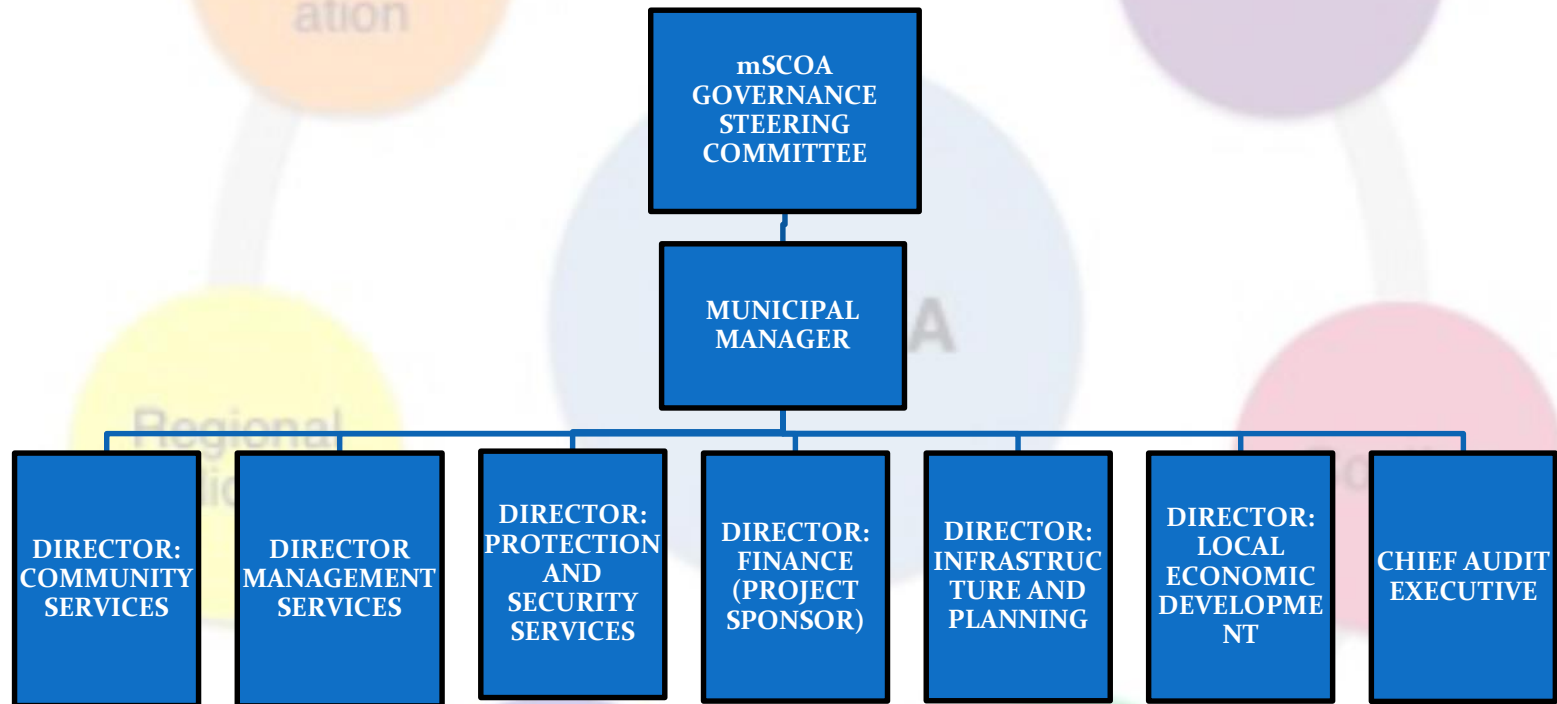 ation
mSCOA
GOVERNANCE
STEERING
COMMITTEE
MUNICIPAL
MANAGER
A
Regional
DIRECTOR:
COMMUNITY
SERVICES
DIRECTOR
MANAGEMENT
SERVICES
DIRECTOR:
PROTECTION
AND
SECURITY
SERVICES
DIRECTOR:
FINANCE
(PROJECT
SPONSOR)
DIRECTOR:
INFRASTRUC
TURE AND
PLANNING
DIRECTOR:
LOCAL
ECONOMIC
DEVELOPME
NT
CHIEF AUDIT
EXECUTIVE